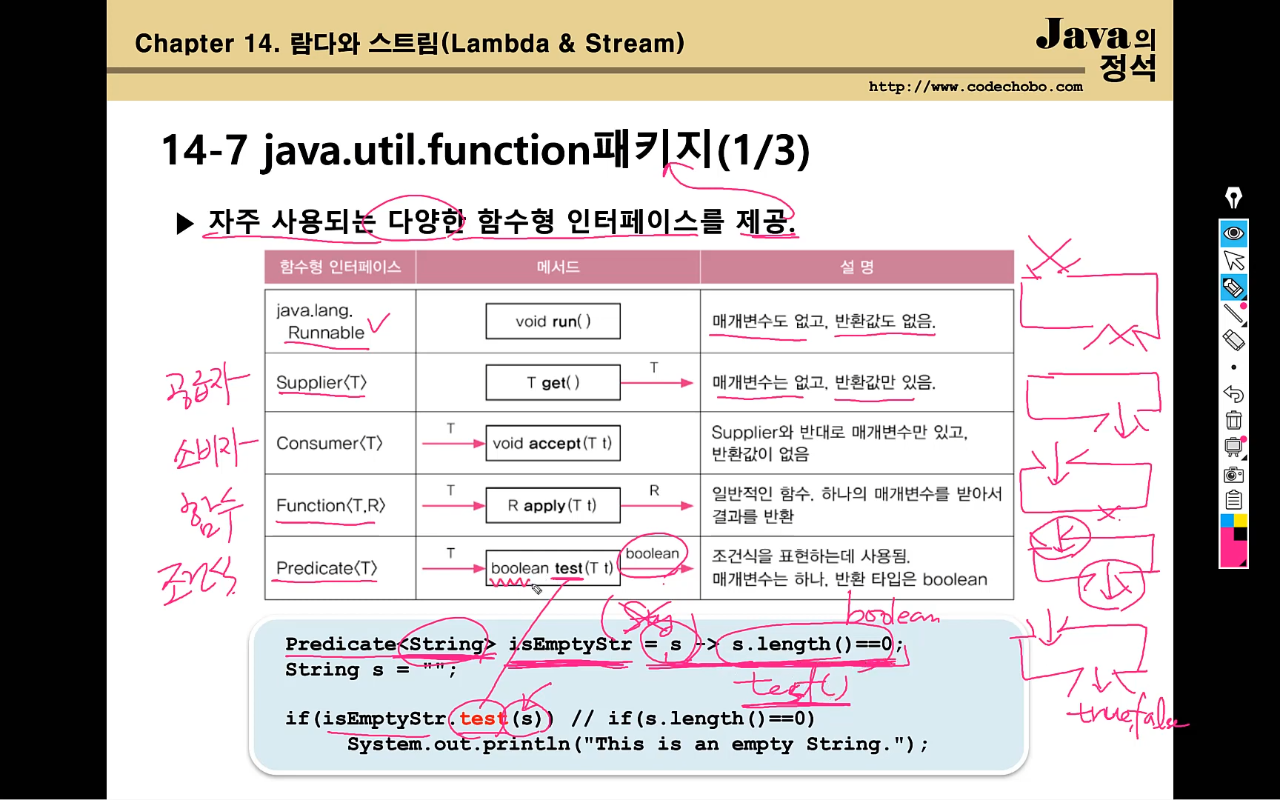 Chapter 14. 람다와 스트림(Lambda & Stream)
Java의
정석
http://www.codechobo.com
14-7 java.util.function패키지(1/3)
▶ 자주 사용되는 다양한 함수형 인터페이스를 제공.
함수형 인터페이스 메서드 설 명
java.lang.
Runnable
void run( )
매개변수도 없고, 반환값도 없음.
공급자
Supplier〈T〉
T get( )
T
매개변수는 없고, 반환값만 있음.
소비자
Consumer〈T〉
T
void accept(T t)
Supplier와 반대로 매개변수만 있고,
반환값이 없음
함수
Function〈T,R〉
T
R apply(T t)
R
일반적인 함수. 하나의 매개변수를 받아서
결과를 반환
조건식
Predicate〈T〉
T
boolean test(T t)
boolean
조건식을 표현하는데 사용됨.
매개변수는 하나, 반환 타입은 boolean
boolean
Predicate<String> isEmptyStr = s -> s.length()==0;
String s = "";
test()
if(isEmptyStr.test(s)) // if(s.length()==0)
true,false
System.out.println("This is an empty String.");